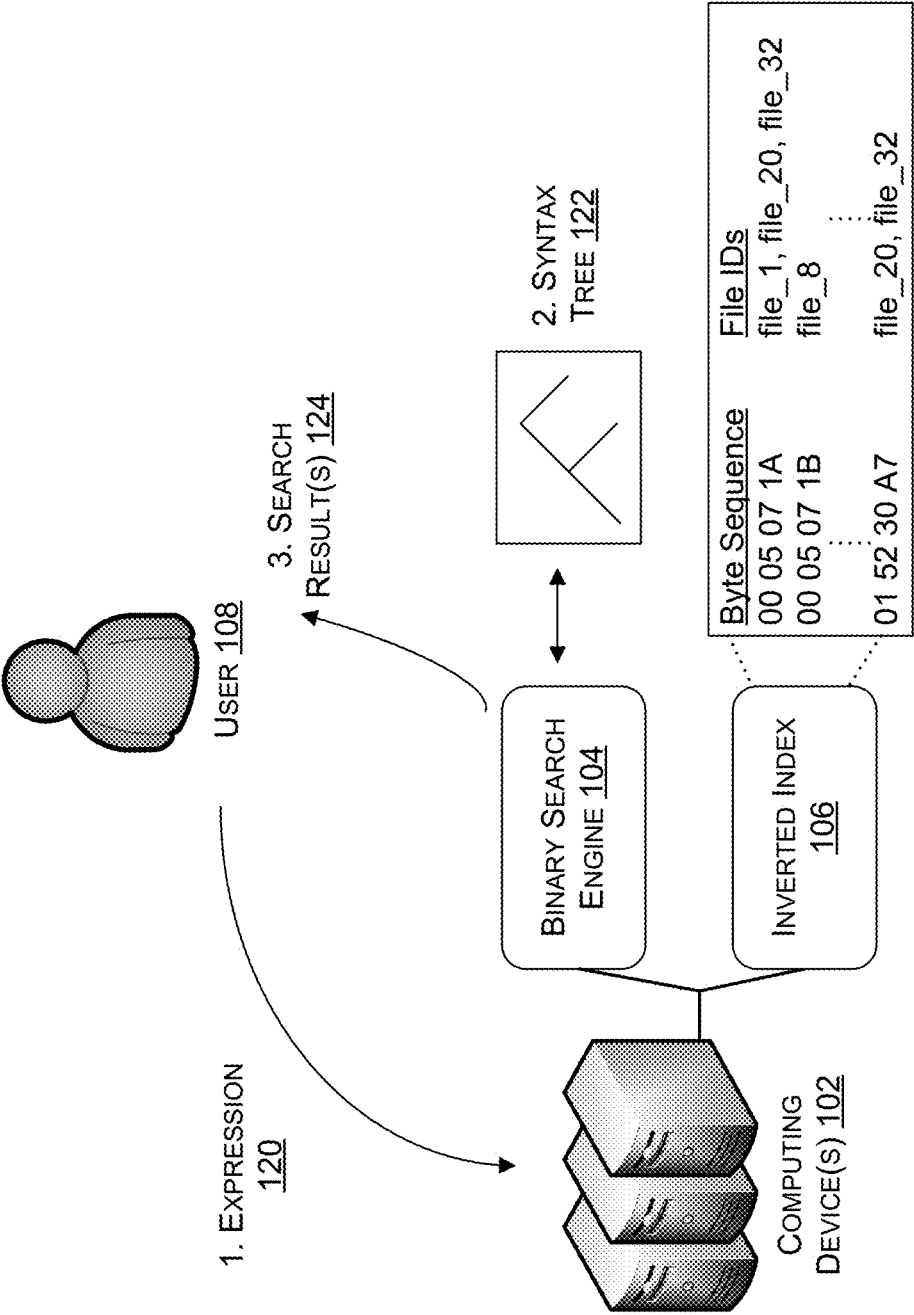 USER 108
1. EXPRESSION
120
3. SEARCH
RESULT(S) 124
BINARY SEARCH
ENGINE 104
2. SYNTAX
TREE 122
COMPUTING
DEVICE(S) 102
INVERTED INDEX
106
Byte Sequence File IDs
00 05 07 1A file_1, file_20, file_32
00 05 07 1B file_8
01 52 30 A7 file_20, file_32